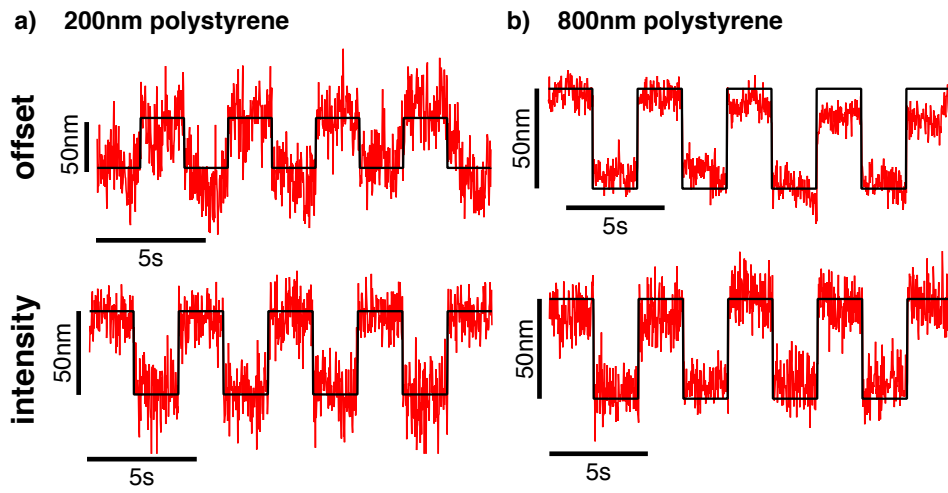 a) 200nm polystyrene
b) 800nm polystyrene
offset
50nm
5s
50nm
5s
intensity
50nm
5s
50nm
5s